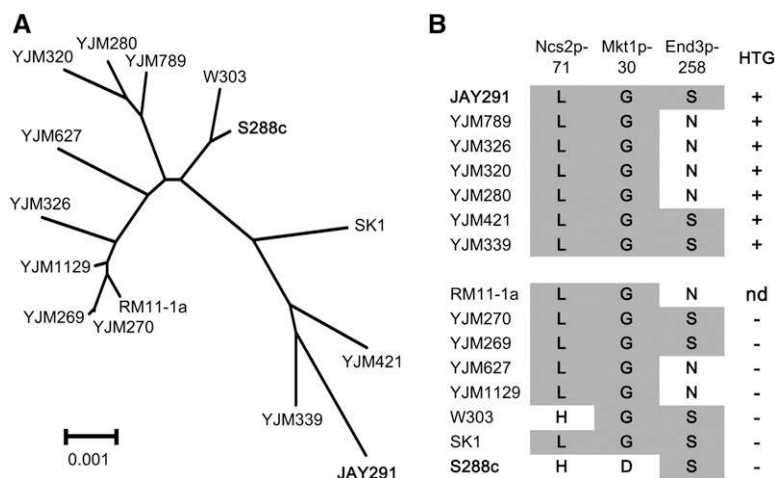 A
YJM280
YJM320
YJM789
W303
S288c
YJM627
YJM326
SK1
YJM1129
RM11-1a
YJM269
YJM270
YJM421
YJM339
0.001
JAY291
B
Ncs2p- Mkt1p- End3p-
71 30 258 HTG
JAY291 L G S +
YJM789 L G N +
YJM326 L G N +
YJM320 L G N +
YJM280 L G N +
YJM421 L G S +
YJM339 L G S +
RM11-1a L G N nd
YJM270 L G S -
YJM269 L G S -
YJM627 L G N -
YJM1129 L G N -
W303 H G S -
SK1 L G S -
S288c H D S -